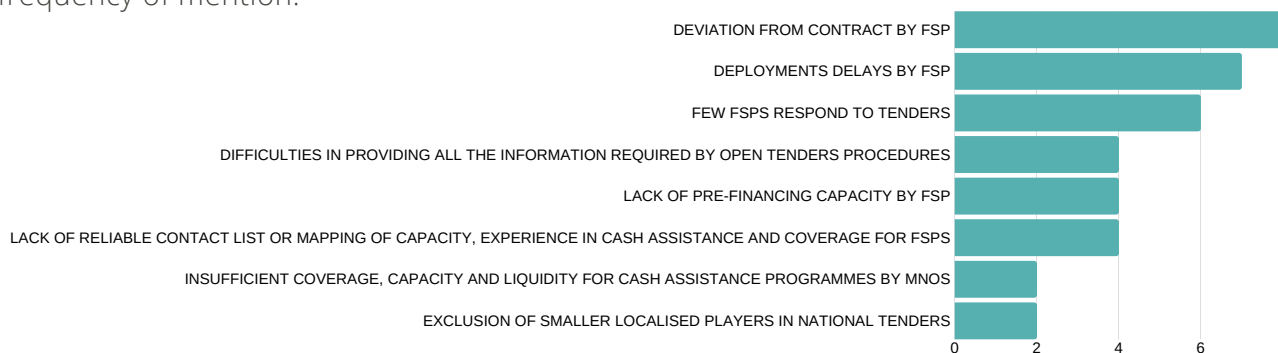 frequency of mention.
DEVIATION FROM CONTRACT BY FSP
DEPLOYMENTS DELAYS BY FSP
FEW FSPS RESPOND TO TENDERS
DIFFICULTIES IN PROVIDING ALL THE INFORMATION REQUIRED BY OPEN TENDERS PROCEDURES
LACK OF PRE-FINANCING CAPACITY BY FSP
LACK OF RELIABLE CONTACT LIST OR MAPPING OF CAPACITY, EXPERIENCE IN CASH ASSISTANCE AND COVERAGE FOR FSPS
INSUFFICIENT COVERAGE, CAPACITY AND LIQUIDITY FOR CASH ASSISTANCE PROGRAMMES BY MNOS
EXCLUSION OF SMALLER LOCALISED PLAYERS IN NATIONAL TENDERS
0 2 4 6